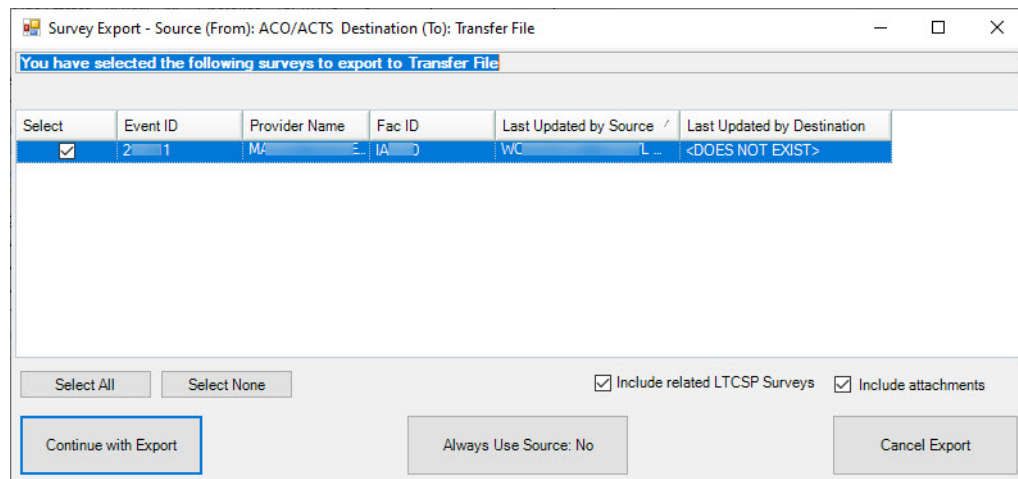 Survey Export - Source (From): ACO/ACTS Destination (To): Transfer File
You have selected the following surveys to export to Transfer File
Select Event ID Provider Name Fac ID Last Updated by Source Last Updated by Destination
<DOES NOT EXIST>
Select All Select None Include related LTCSP Surveys Include attachments
Continue with Export Always Use Source: No Cancel Export